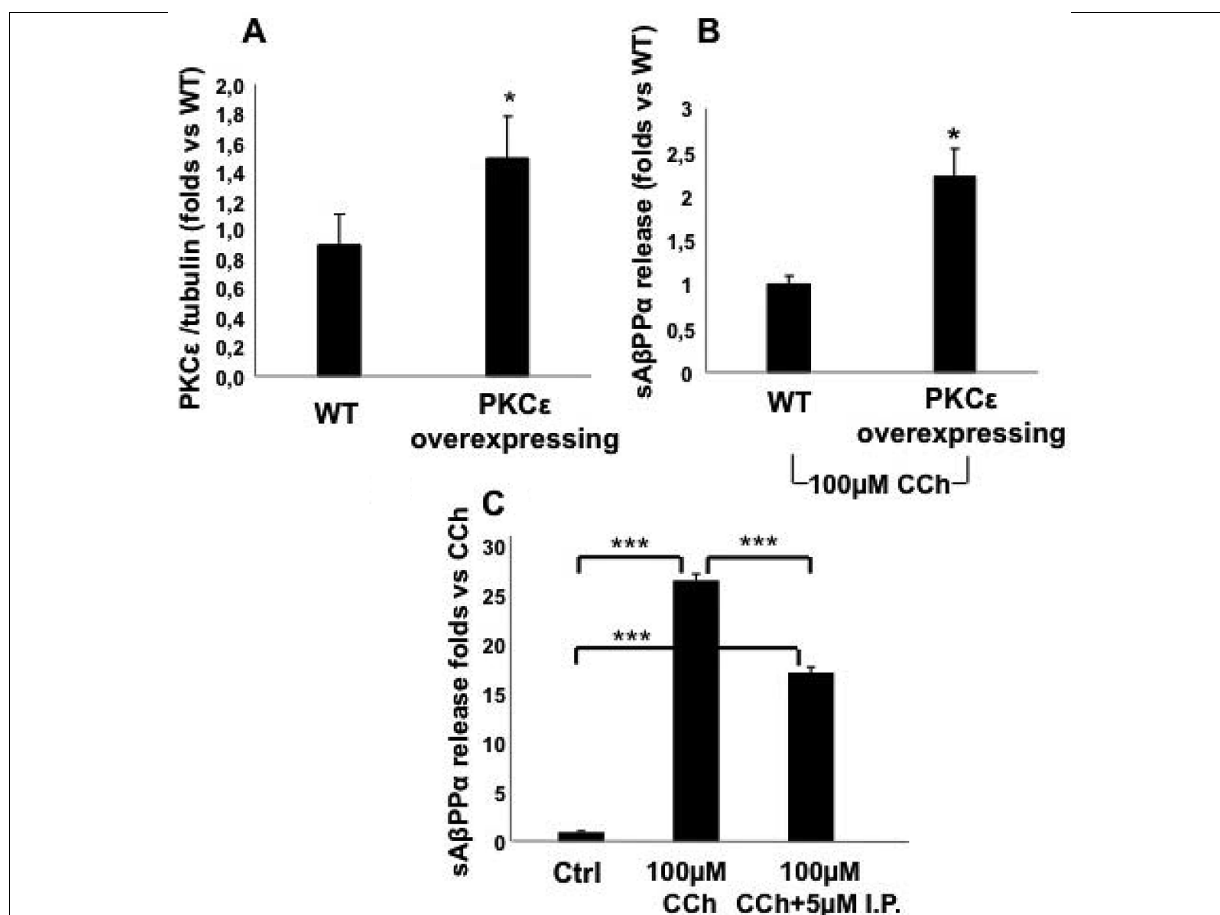 A
PKCε /tubulin (folds vs WT)
2,0
1,8
1,6
1,4
1,2
1,0
0,8
0,6
0,4
0,2
0,0
*
WT
PKCε
overexpressing
B
sAβPPα release (folds vs WT)
3
2,5
2
1,5
1
0,5
0
*
WT
PKCε
overexpressing
100µM CCh
C
sAβPPα release folds vs CCh
30
25
20
15
10
5
0
***
***
***
Ctrl
100µM
CCh
100µM
CCh+5µM I.P.